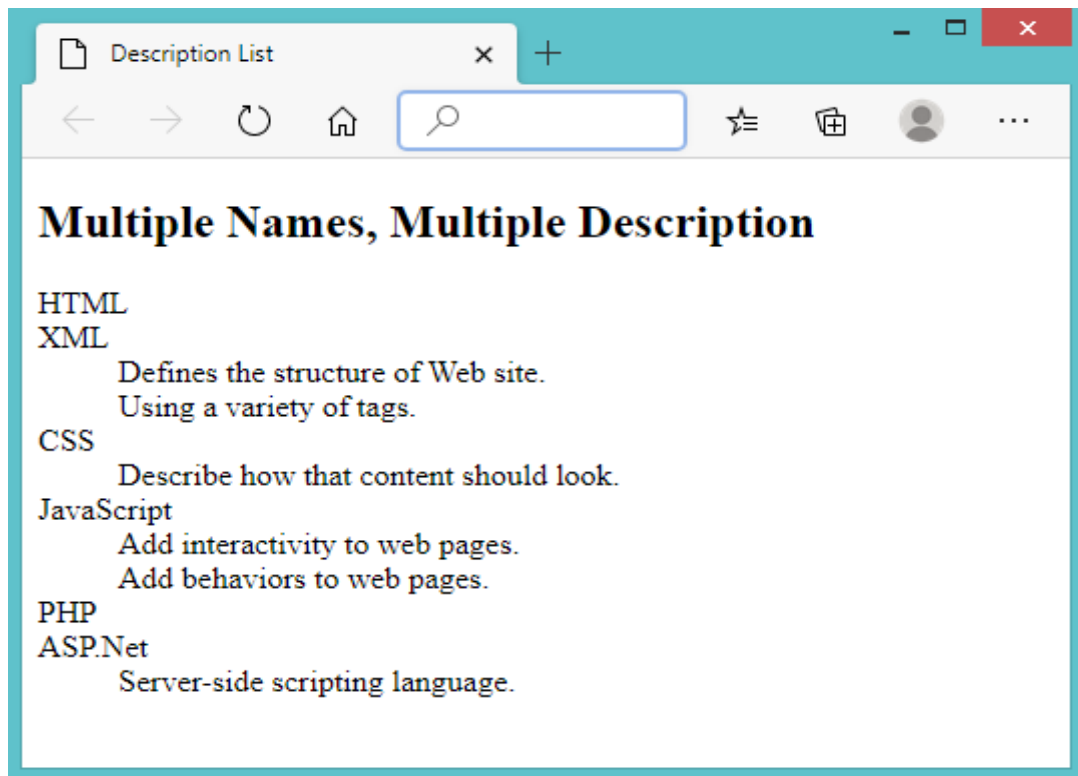 Description List
Multiple Names, Multiple Description
HTML
XML
Defines the structure of Web site.
Using a variety of tags.
CSS
Describe how that content should look.
JavaScript
Add interactivity to web pages.
Add behaviors to web pages.
PHP
ASP.Net
Server-side scripting language.